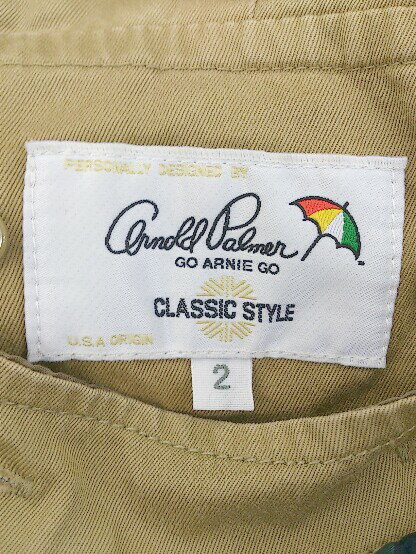 PERSONALLY DESIGNED BY
Arnold Palmer
GO ARNIE GO
CLASSIC STYLE
U.S.A ORIGIN
2